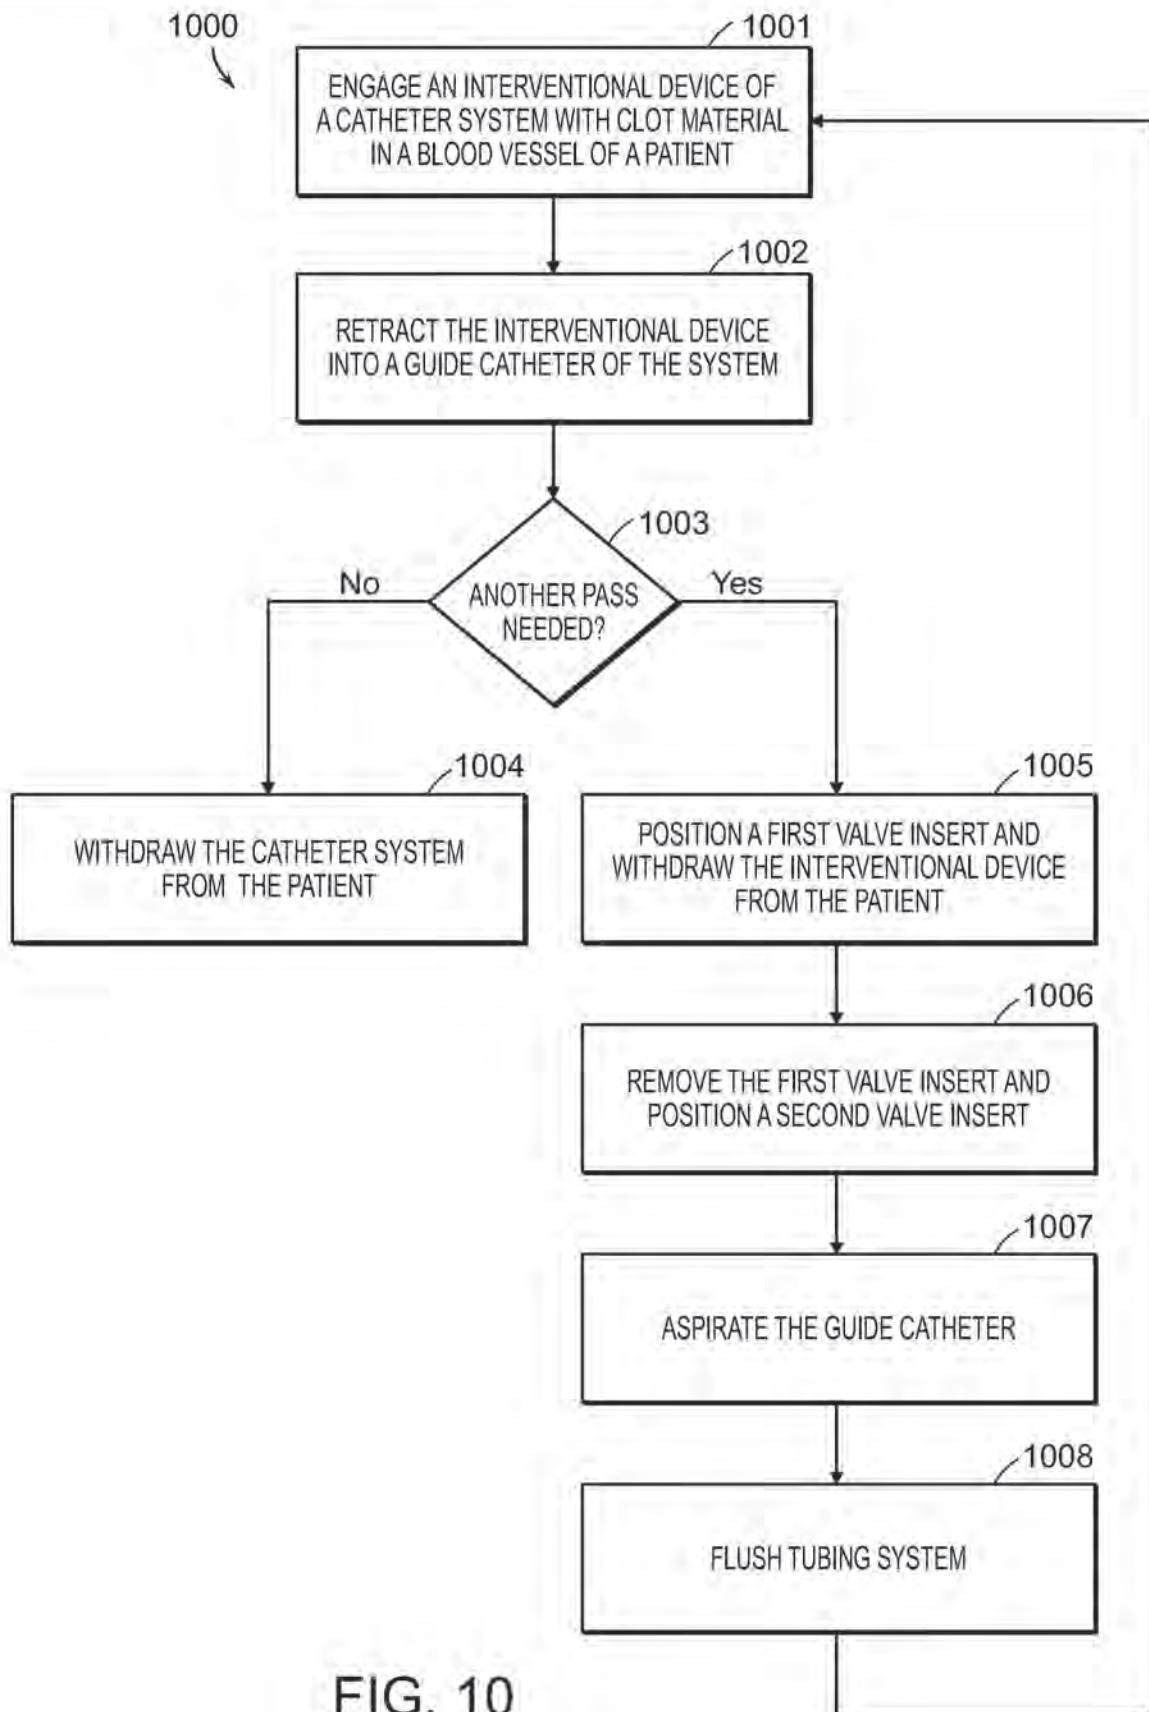 1000
1001
ENGAGE AN INTERVENTIONAL DEVICE OF
A CATHETER SYSTEM WITH CLOT MATERIAL
IN A BLOOD VESSEL OF A PATIENT
1002
RETRACT THE INTERVENTIONAL DEVICE
INTO A GUIDE CATHETER OF THE SYSTEM
1003
ANOTHER PASS
NEEDED?
No
Yes
1004
WITHDRAW THE CATHETER SYSTEM
FROM THE PATIENT
1005
POSITION A FIRST VALVE INSERT AND
WITHDRAW THE INTERVENTIONAL DEVICE
FROM THE PATIENT
1006
REMOVE THE FIRST VALVE INSERT AND
POSITION A SECOND VALVE INSERT
1007
ASPIRATE THE GUIDE CATHETER
1008
FLUSH TUBING SYSTEM
FIG. 10